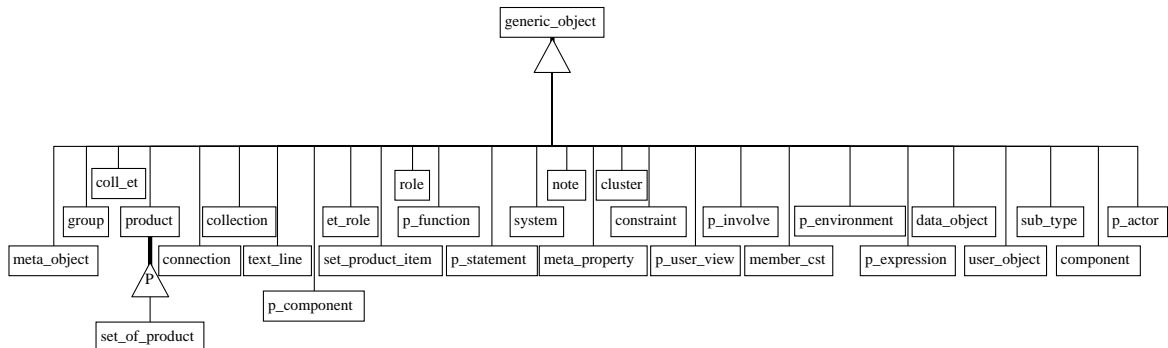 generic_object
coll_et
role
note
cluster
group
product
collection
et_role
p_function
system
constraint
p_involve
p_environment
data_object
sub_type
p_actor
meta_object
connection
text_line
set_product_item
p_statement
meta_property
p_user_view
member_cst
p_expression
user_object
component
P
p_component
set_of_product